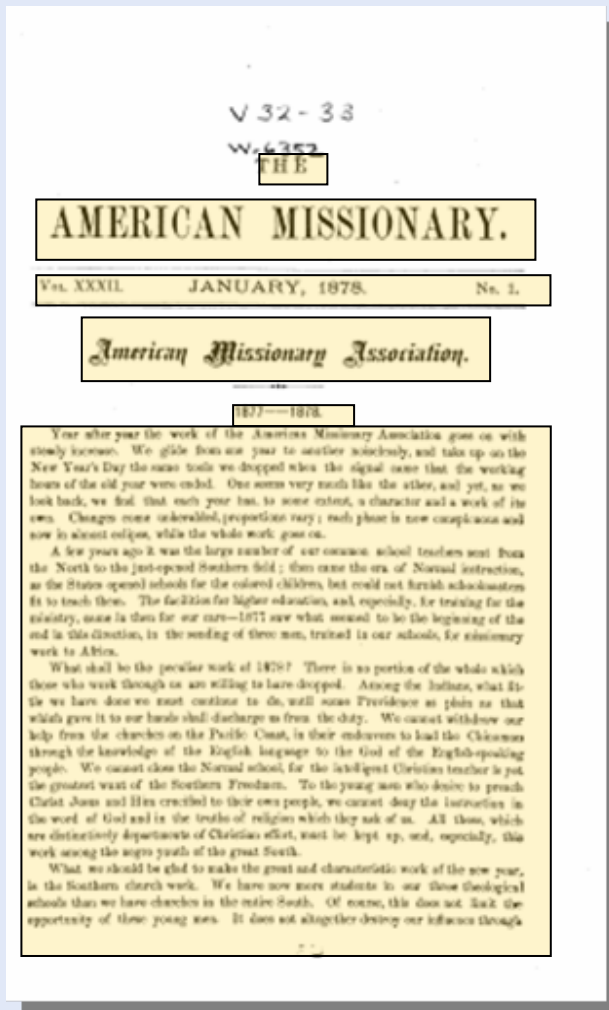 V 32-33
W-6352
THE
AMERICAN MISSIONARY.
Vol. XXXII. JANUARY, 1878. No. 1.
American Missionary Association.
1877—1878.
Year after year the work of the American Missionary Association goes on with
steady increase. We glide from one year to another noiselessly, and take up on the
New Year's Day the same tools we dropped when the signal came that the working
hours of the old year were ended. One seems very much like the other, and yet, as we
look back, we find that each year has, to some extent, a character and a work of its
own. Changes come unheralded, proportions vary; each phase is now conspicuous and
now in almost eclipse, while the whole work goes on.
A few years ago it was the large number of our common school teachers sent from
the North to the just-opened Southern field; then came the era of Normal instruction,
as the States opened schools for the colored children, but could not furnish schoolmasters
fit to teach them. The facilities for higher education, and, especially, for training for the
ministry, came in then for our care—1877 saw what seemed to be the beginning of the
end in this direction, in the sending of three men, trained in our schools, for missionary
work to Africa.
What shall be the peculiar work of 1878? There is no portion of the whole which
those who work through us are willing to have dropped. Among the Indians, what lit-
tle we have done we must continue to do, until some Providence as plain as that
which gave it to our hands shall discharge us from the duty. We cannot withdraw our
help from the churches on the Pacific Coast, in their endeavors to lead the Chinaman
through the knowledge of the English language to the God of the English-speaking
people. We cannot close the Normal school, for the intelligent Christian teacher is yet
the greatest want of the Southern Freedmen. To the young men who desire to preach
Christ Jesus and Him crucified to their own people, we cannot deny the instruction in
the word of God and in the truths of religion which they ask of us. All these, which
are distinctively departments of Christian effort, must be kept up, and, especially, this
work among the negro youth of the great South.
What we should be glad to make the great and characteristic work of the new year,
is the Southern church work. We have now more students in our three theological
schools than we have churches in the entire South. Of course, this does not limit the
opportunity of these young men. It does not altogether destroy our influence through